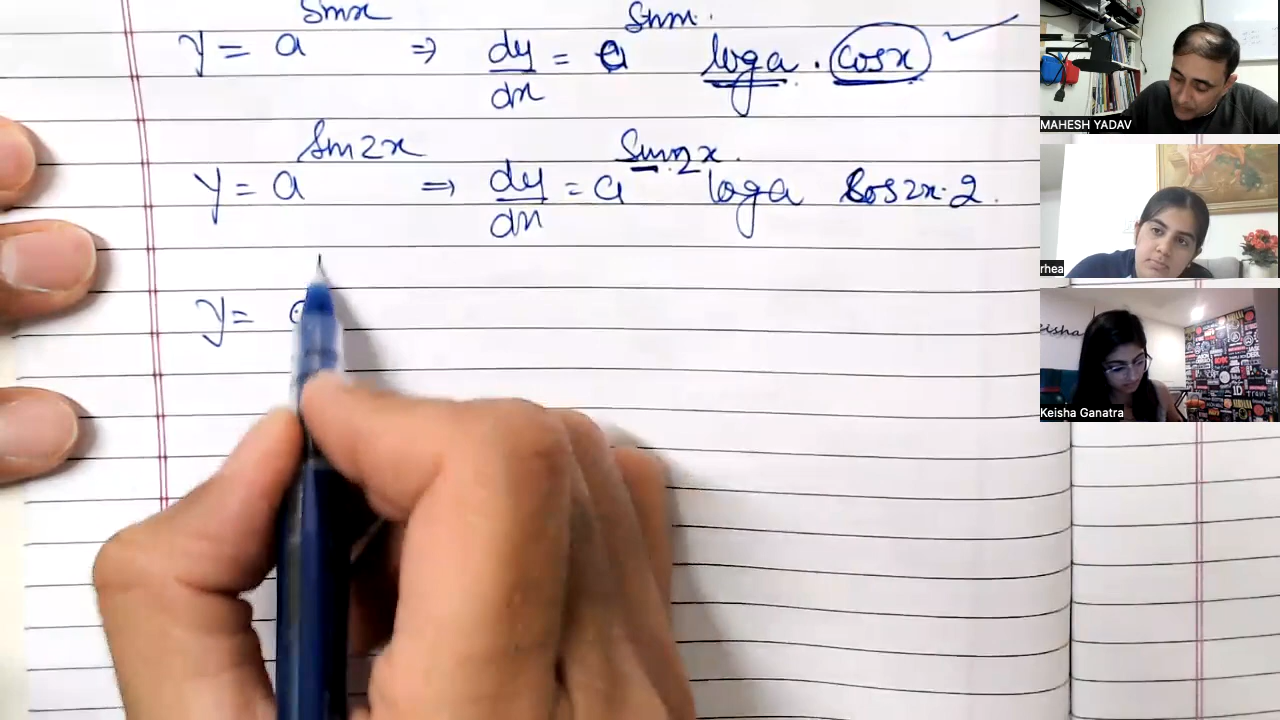 y = a^sinx ⇒ dy/dx = a^sinx. loga . cosx ✓
y = a^sin2x ⇒ dy/dx = a^sin2x. loga cos2x.2.
y =
MAHESH YADAV
rhea
Keisha Ganatra